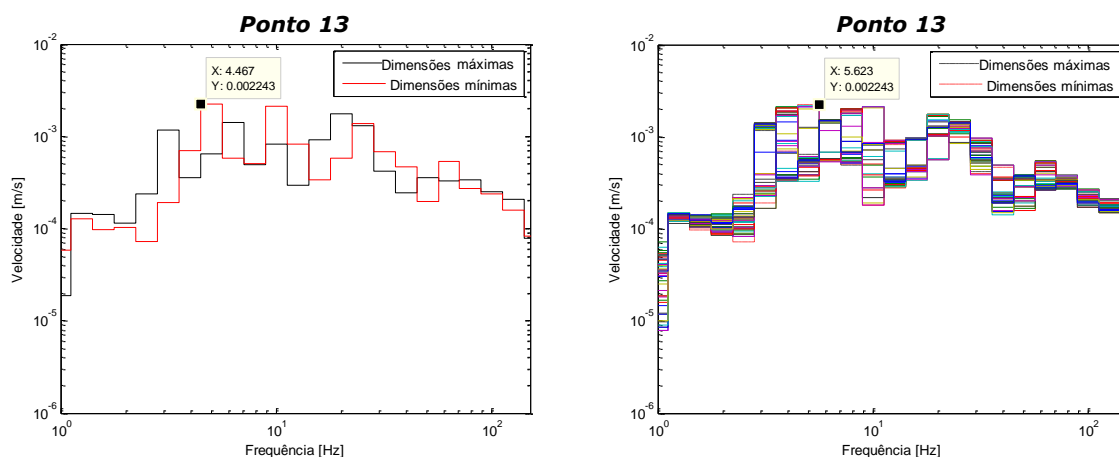 Ponto 13
10^-2
10^-3
10^-4
10^-5
10^-6
10^0
10^1
10^2
Velocidade [m/s]
Frequência [Hz]
X: 4.467
Y: 0.002243
Dimensões máximas
Dimensões mínimas
Ponto 13
10^-2
10^-3
10^-4
10^-5
10^-6
10^0
10^1
10^2
Velocidade [m/s]
Frequência [Hz]
X: 5.623
Y: 0.002243
Dimensões máximas
Dimensões mínimas